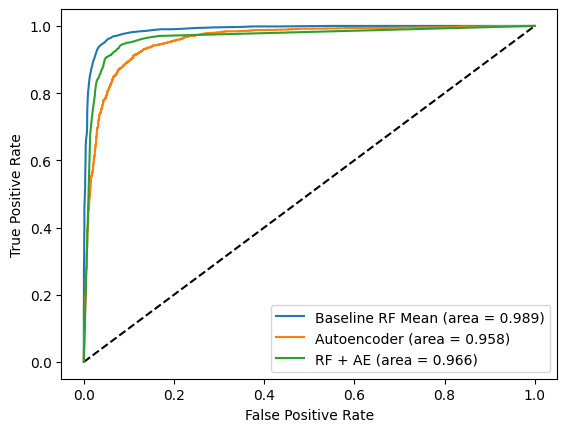 1.0
0.8
0.6
0.4
0.2
0.0
True Positive Rate
Baseline RF Mean (area = 0.989)
Autoencoder (area = 0.958)
RF + AE (area = 0.966)
0.0 0.2 0.4 0.6 0.8 1.0
False Positive Rate